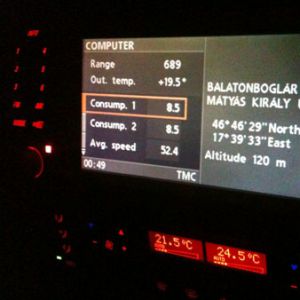 COMPUTER
Range 689
Out. temp. +19.5°
Consump. 1 8.5
Consump. 2 8.5
Avg. speed 52.4
00:49 TMC
BALATONBOGLÁR
MÁTYÁS KIRÁLY
46°46'29"North
17°39'33"East
Altitude 120 m
21.5°C
24.5°C